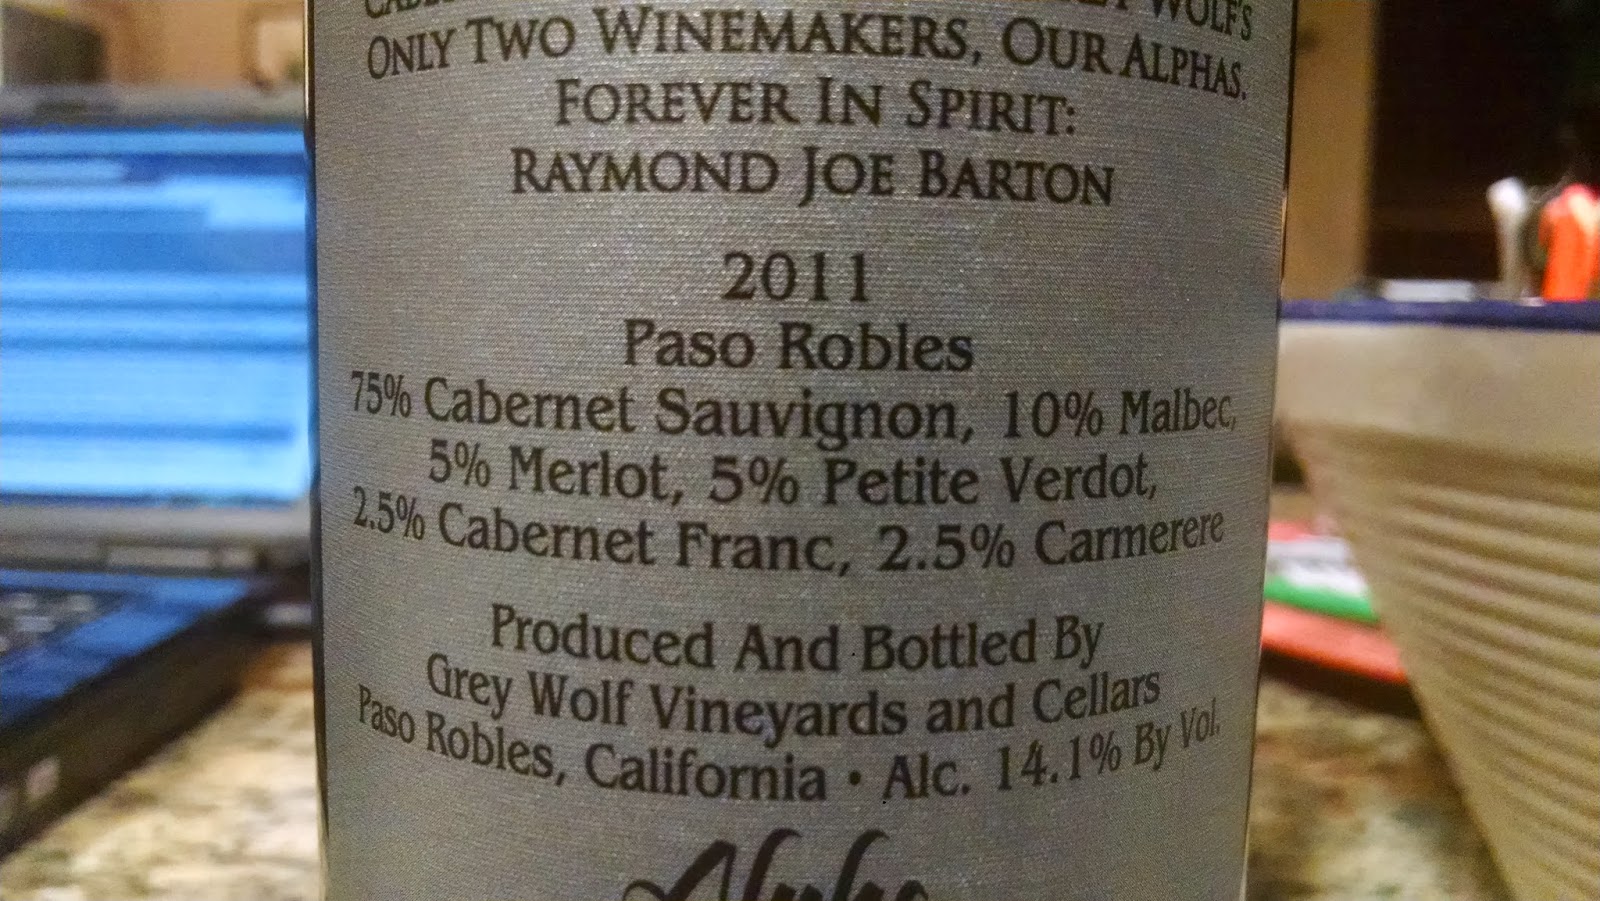 WOLF'S
ONLY TWO WINEMAKERS, OUR ALPHAS.
FOREVER IN SPIRIT:
RAYMOND JOE BARTON
2011
Paso Robles
75% Cabernet Sauvignon, 10% Malbec,
5% Merlot, 5% Petite Verdot,
2.5% Cabernet Franc, 2.5% Carmerere
Produced And Bottled By
Grey Wolf Vineyards and Cellars
Paso Robles, California • Alc. 14.1% By Vol.